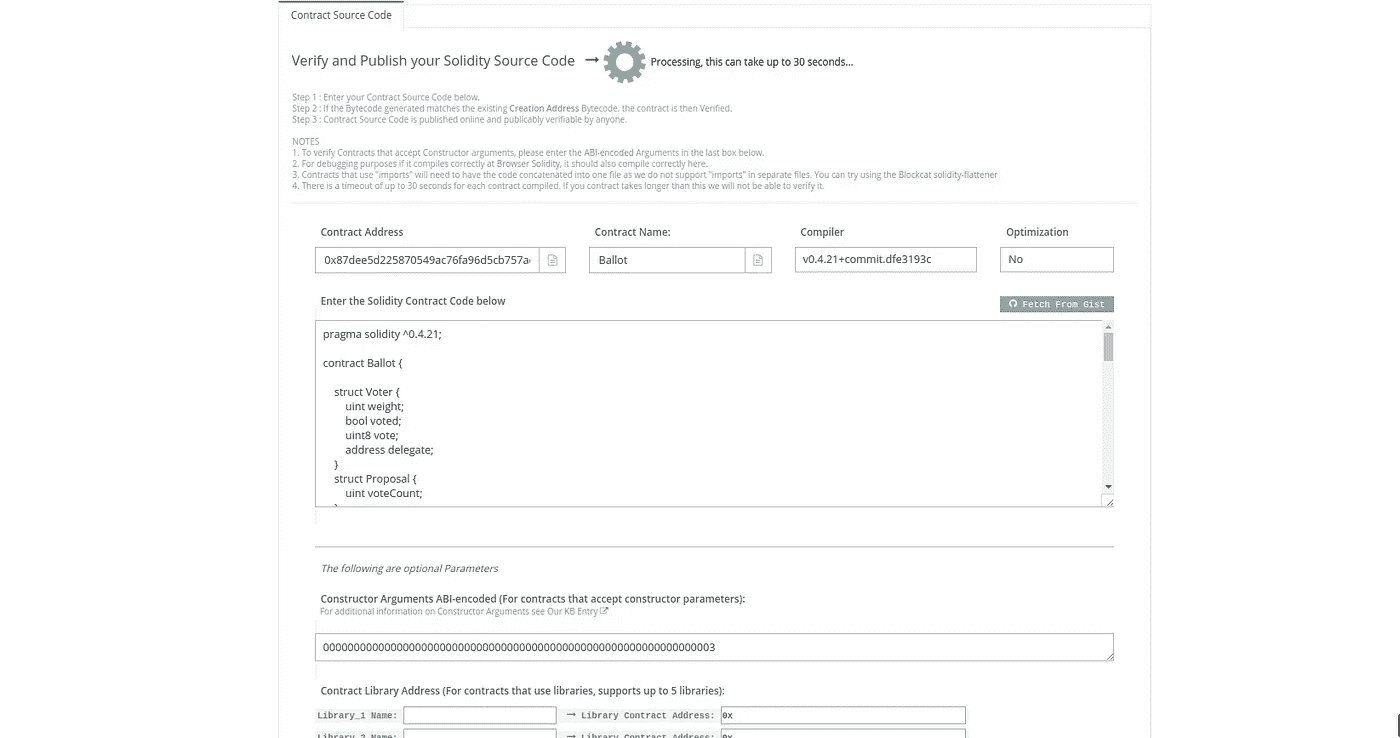 Contract Source Code
Verify and Publish your Solidity Source Code → Processing, this can take up to 30 seconds...
Step 1 : Enter your Contract Source Code below.
Step 2 : If the Bytecode generated matches the existing Creation Address Bytecode, the contract is then Verified.
Step 3 : Contract Source Code is published online and publicably verifiable by anyone.
NOTES
1. To verify Contracts that accept Constructor arguments, please enter the ABI-encoded Arguments in the last box below.
2. For debugging purposes if it compiles correctly at Browser Solidity, it should also compile correctly here.
3. Contracts that use "imports" will need to have the code concatenated into one file as we do not support "imports" in separate files. You can try using the Blockcat solidity-flattener
4. There is a timeout of up to 30 seconds for each contract compiled. If you contract takes longer than this we will not be able to verify it.
Contract Address Contract Name: Compiler Optimization
0x87dee5d225870549ac76fa96d5cb757a Ballot v0.4.21+commit.dfe3193c No
Enter the Solidity Contract Code below Fetch From Gist
pragma solidity ^0.4.21;
contract Ballot {
struct Voter {
uint weight;
bool voted;
uint8 vote;
address delegate;
}
struct Proposal {
uint voteCount;
The following are optional Parameters
Constructor Arguments ABI-encoded (For contracts that accept constructor parameters):
For additional information on Constructor Arguments see Our KB Entry
0000000000000000000000000000000000000000000000000000000000000003
Contract Library Address (For contracts that use libraries, supports up to 5 libraries):
Library_1 Name: → Library Contract Address: 0x
Library_2 Name: → Library Contract Address: 0x